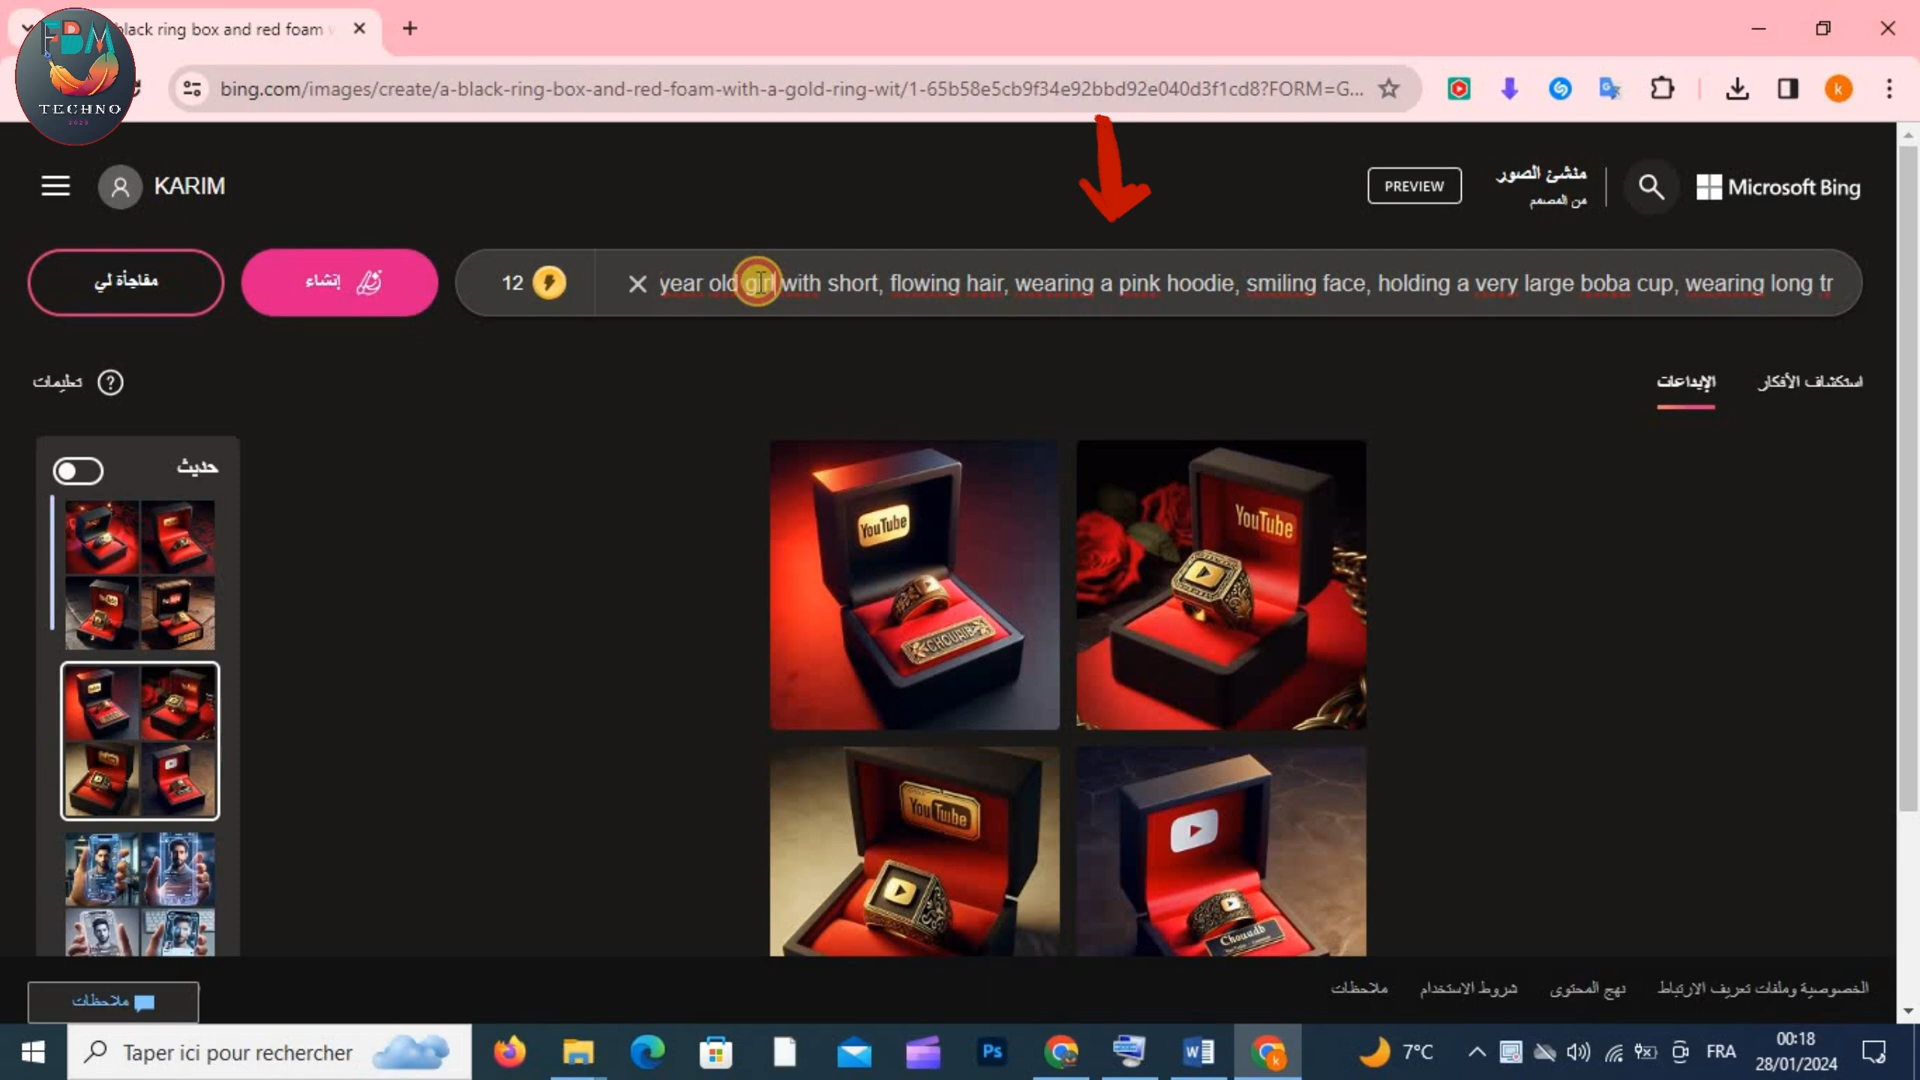 FBM
TECHNO
black ring box and red foam w
bing.com/images/create/a-black-ring-box-and-red-foam-with-a-gold-ring-wit/1-65b58e5cb9f34e92bbd92e040d3f1cd8?FORM=G...
k
KARIM
PREVIEW
منشئ الصور
من المصمم
Microsoft Bing
مفاجأة لي
إنشاء
12
year old girl with short, flowing hair, wearing a pink hoodie, smiling face, holding a very large boba cup, wearing long tr
تعليمات
الإبداعات
استكشاف الأفكار
حديث
YouTube
CHOUAIB
YouTube
YouTube
Chouudb
ملاحظات
ملاحظات
شروط الاستخدام
نهج المحتوى
الخصوصية وملفات تعريف الارتباط
Taper ici pour rechercher
Ps
7°C
FRA
00:18
28/01/2024